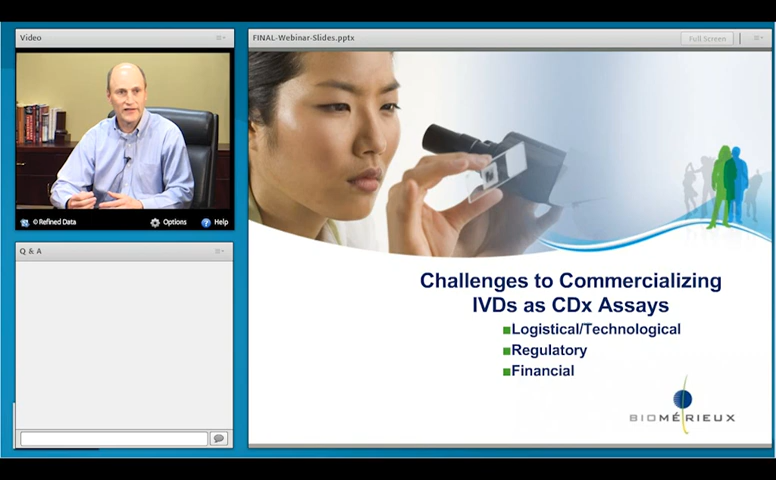 Video
FINAL-Webinar-Slides.pptx
Full Screen
© Refined Data
Options
Help
Q & A
Challenges to Commercializing
IVDs as CDx Assays
Logistical/Technological
Regulatory
Financial
BIOMÉRIEUX